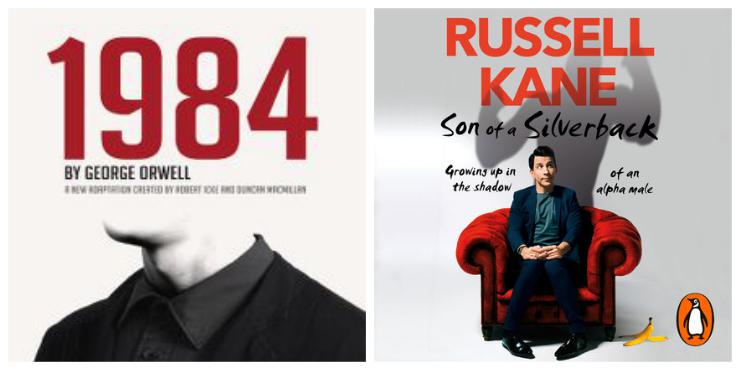 1984
BY GEORGE ORWELL
A NEW ADAPTATION CREATED BY ROBERT ICKE AND DUNCAN MACMILLAN
RUSSELL
KANE
Son of a Silverback
Growing up in
the shadow
of an
alpha male